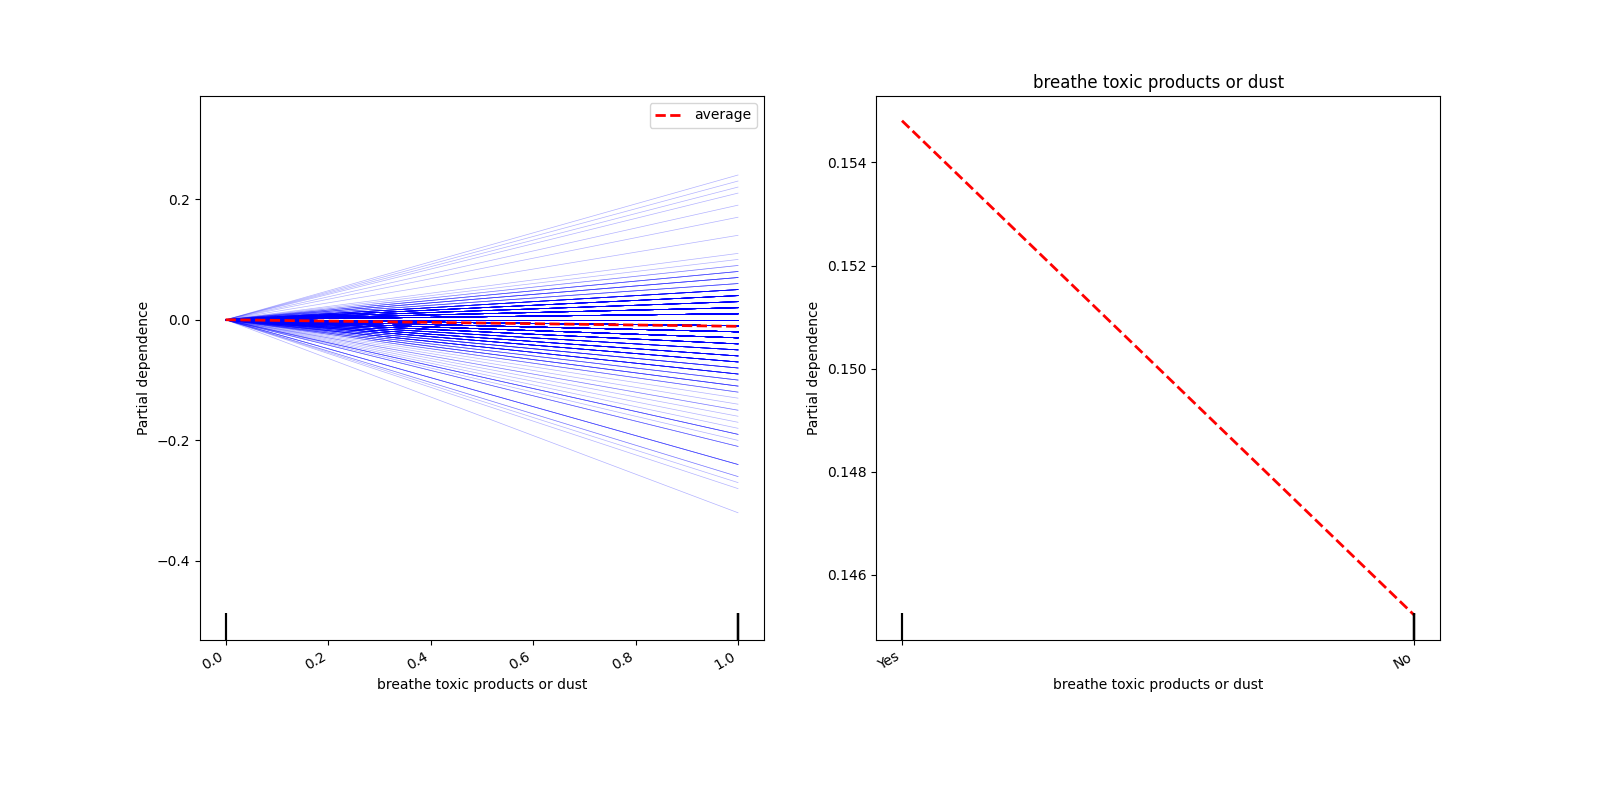 average
0.2
0.0
−0.2
−0.4
Partial dependence
0.0
0.2
0.4
0.6
0.8
1.0
breathe toxic products or dust
breathe toxic products or dust
0.154
0.152
0.150
0.148
0.146
Partial dependence
Yes
No
breathe toxic products or dust